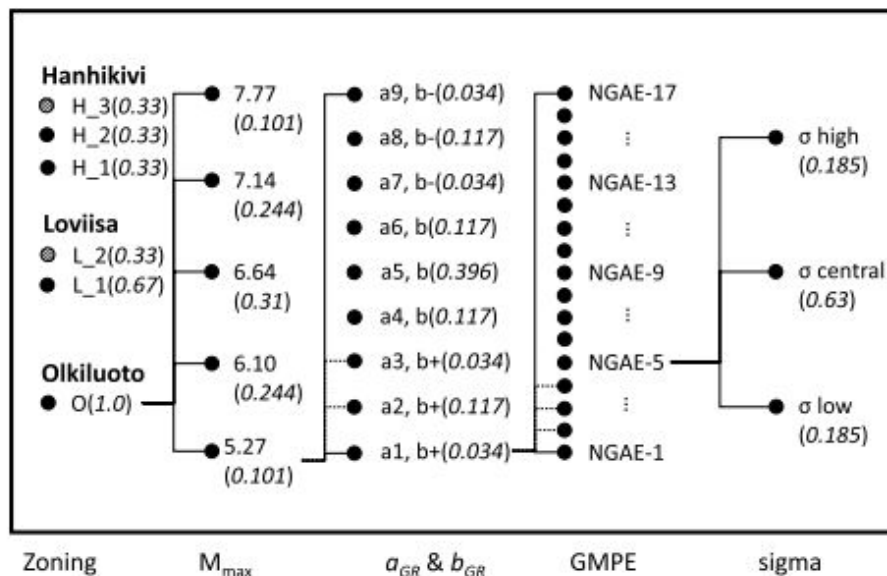 Hanhikivi
H_3(0.33)
H_2(0.33)
H_1(0.33)
Loviisa
L_2(0.33)
L_1(0.67)
Olkiluoto
O(1.0)
7.77
(0.101)
7.14
(0.244)
6.64
(0.31)
6.10
(0.244)
5.27
(0.101)
a9, b-(0.034)
a8, b-(0.117)
a7, b-(0.034)
a6, b(0.117)
a5, b(0.396)
a4, b(0.117)
a3, b+(0.034)
a2, b+(0.117)
a1, b+(0.034)
NGAE-17
⋮
NGAE-13
⋮
NGAE-9
⋮
NGAE-5
⋮
NGAE-1
σ high
(0.185)
σ central
(0.63)
σ low
(0.185)
Zoning
Mmax
aGR & bGR
GMPE
sigma